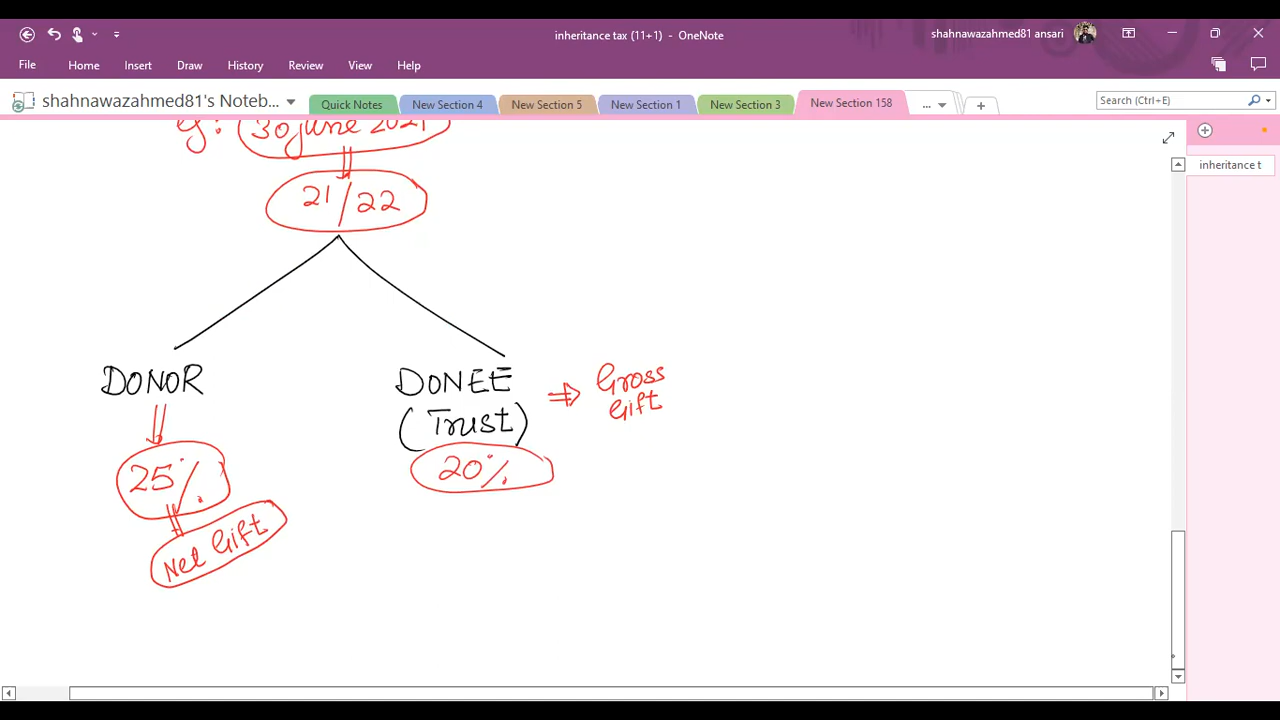 inheritance tax (11+1) - OneNote
shahnawazahmed81 ansari
File Home Insert Draw History Review View Help
shahnawazahmed81's Noteb...
Quick Notes
New Section 4
New Section 5
New Section 1
New Section 3
New Section 158
...
Search (Ctrl+E)
inheritance t
30 June 2021
21/22
DONOR
DONEE
(Trust)
⇒ Gross
Gift
25%
20%
Net Gift